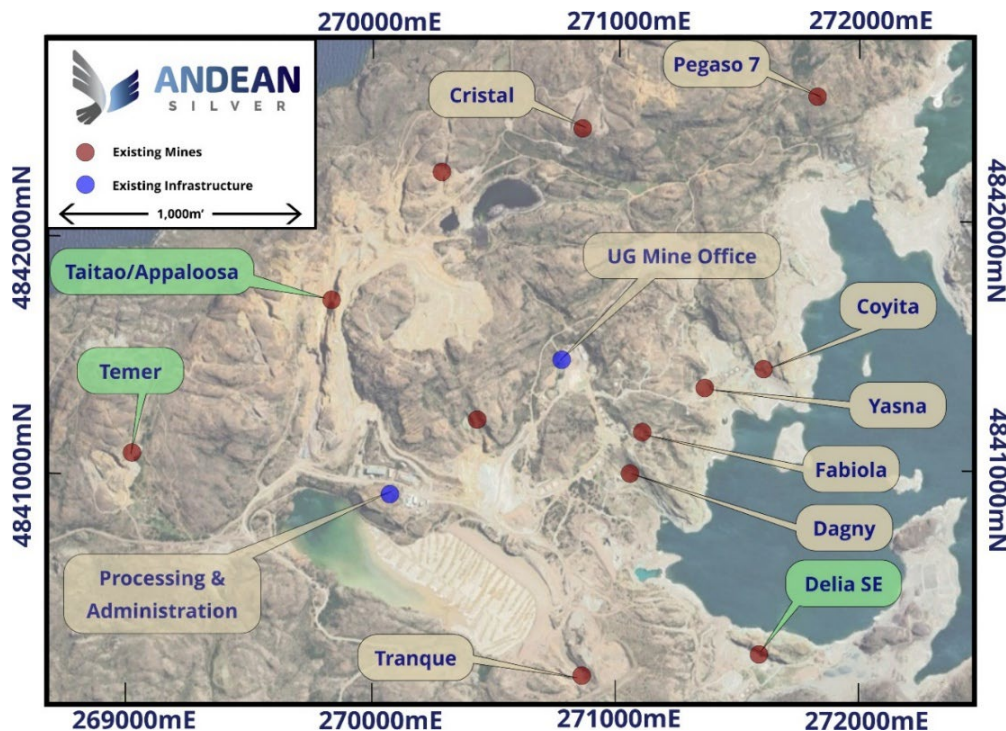 270000mE
271000mE
272000mE
ANDEAN
SILVER
Existing Mines
Existing Infrastructure
1,000m'
Pegaso 7
Cristal
4842000mN
4842000mN
Taitao/Appaloosa
UG Mine Office
Coyita
Temer
Yasna
Fabiola
4841000mN
4841000mN
Dagny
Processing &
Administration
Delia SE
Tranque
269000mE
270000mE
271000mE
272000mE